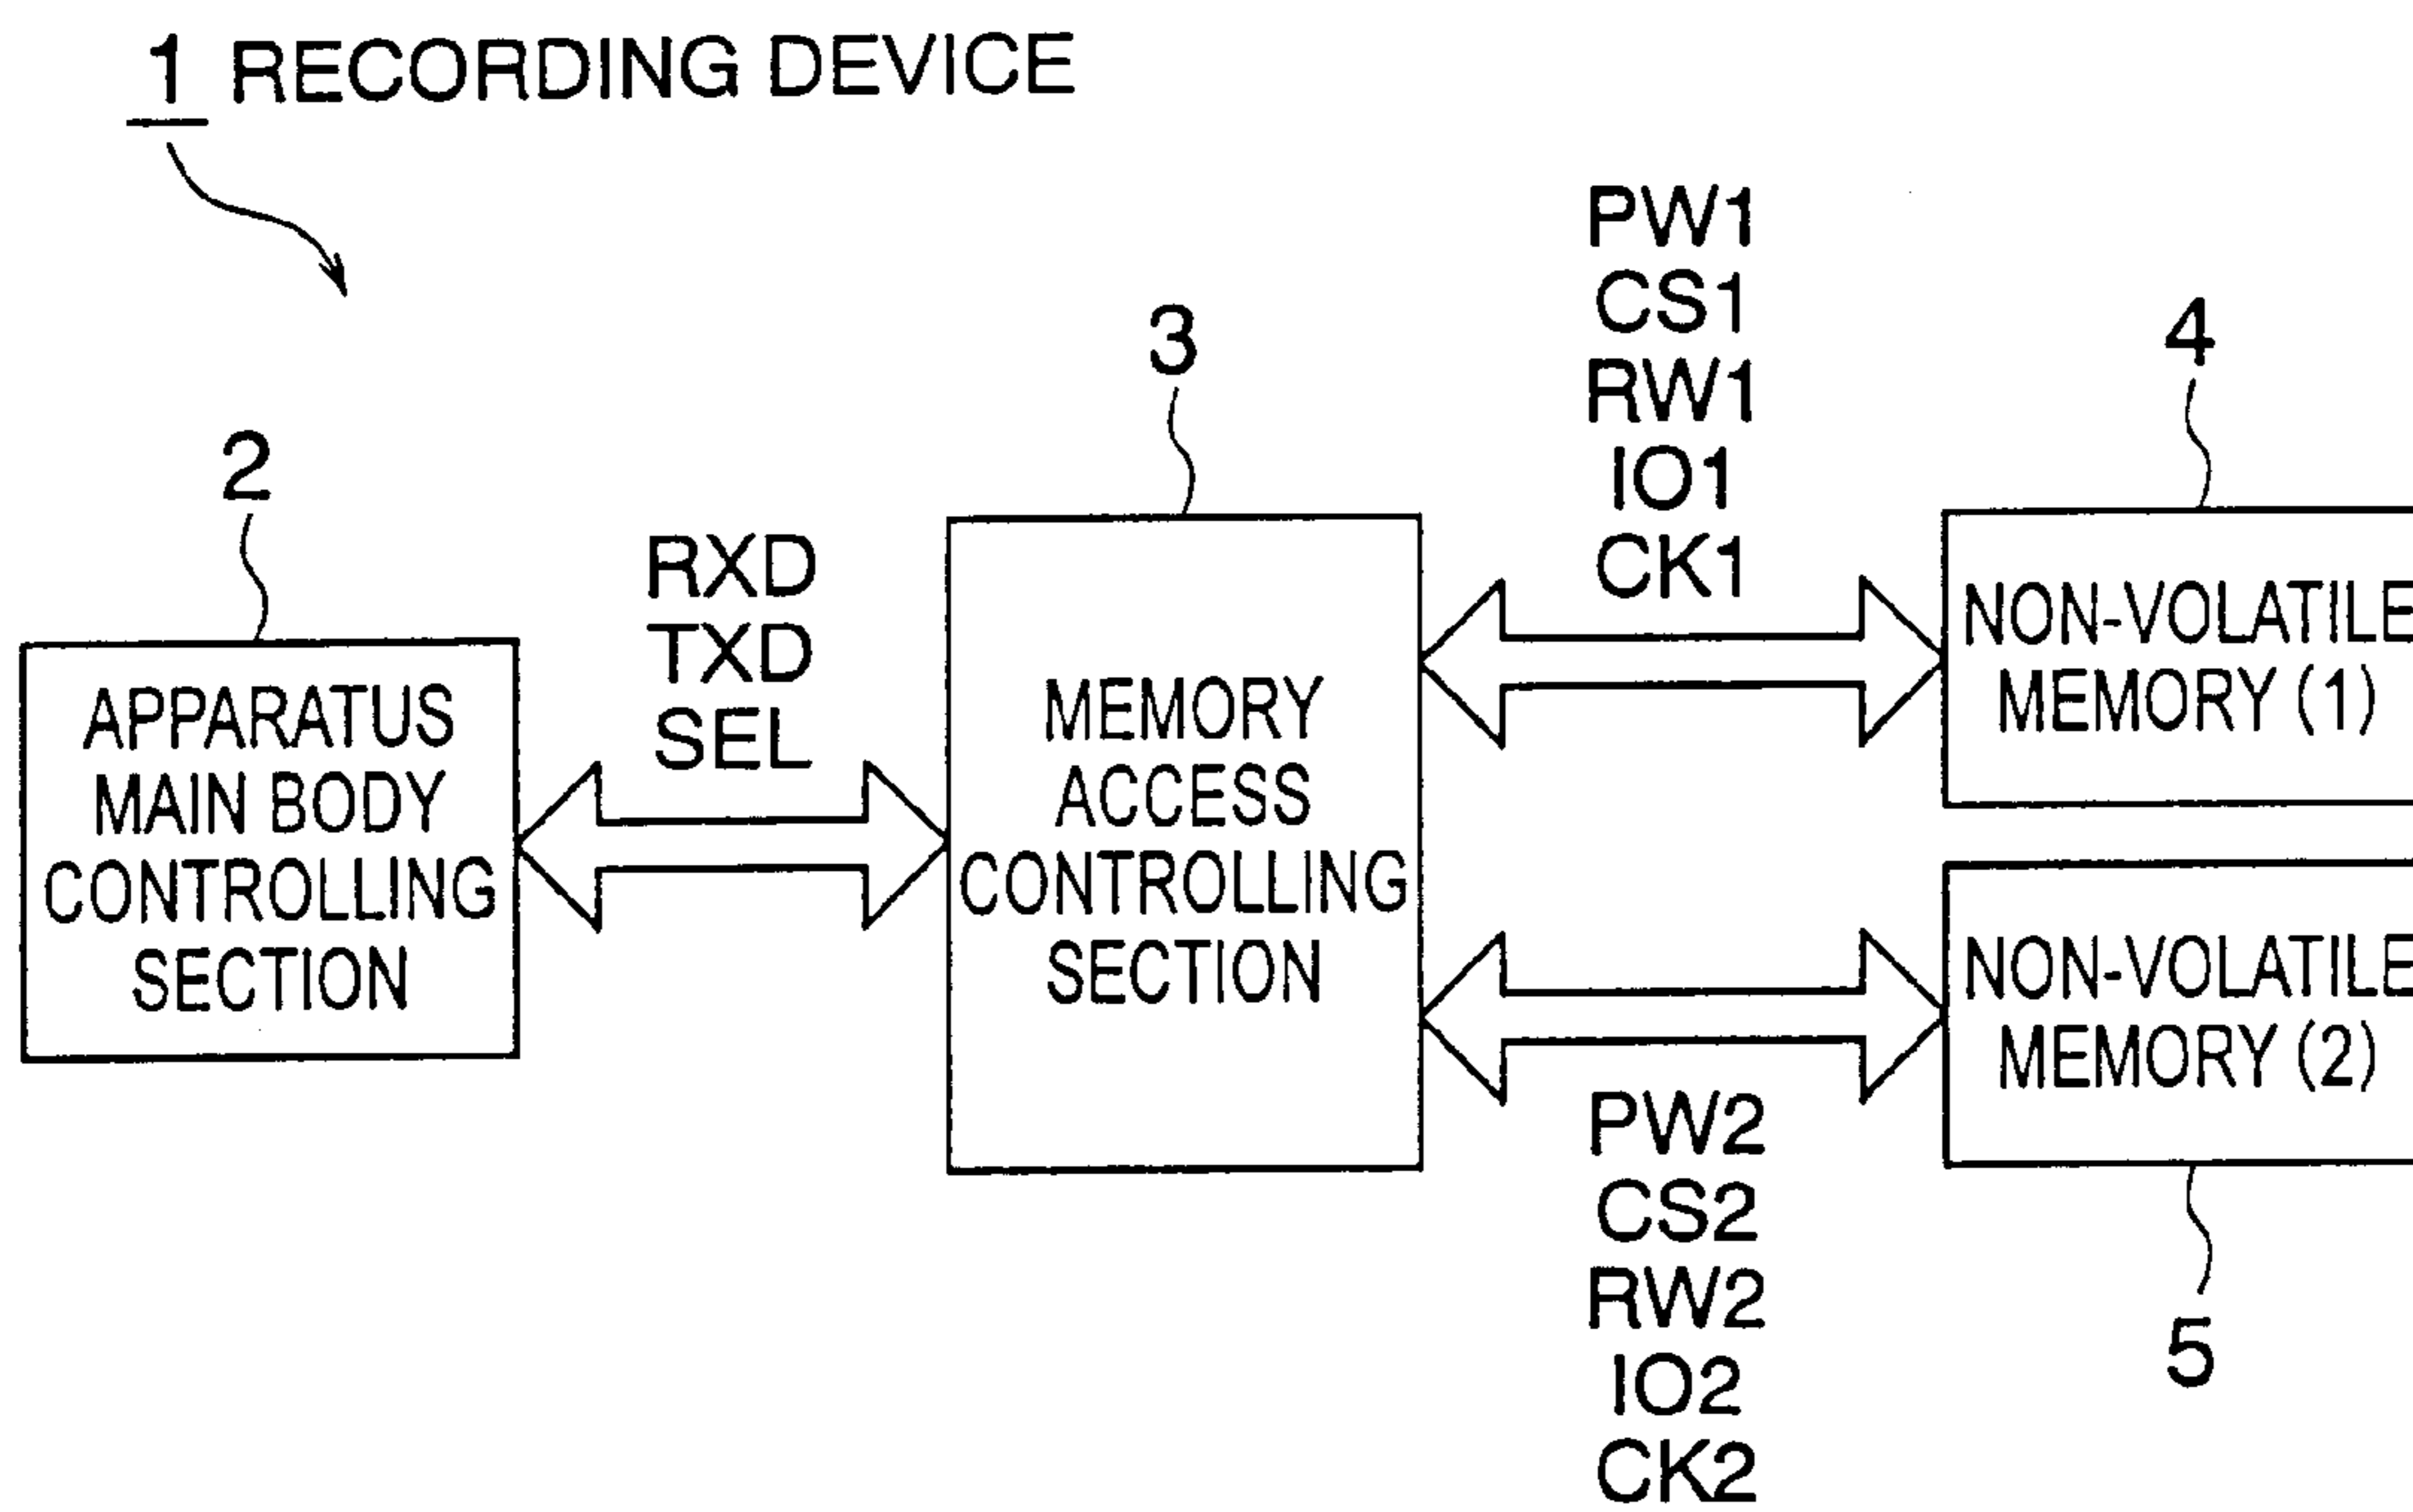 1 RECORDING DEVICE
2
APPARATUS
MAIN BODY
CONTROLLING
SECTION
RXD
TXD
SEL
3
MEMORY
ACCESS
CONTROLLING
SECTION
PW1
CS1
RW1
IO1
CK1
4
NON-VOLATILE
MEMORY (1)
NON-VOLATILE
MEMORY (2)
5
PW2
CS2
RW2
IO2
CK2